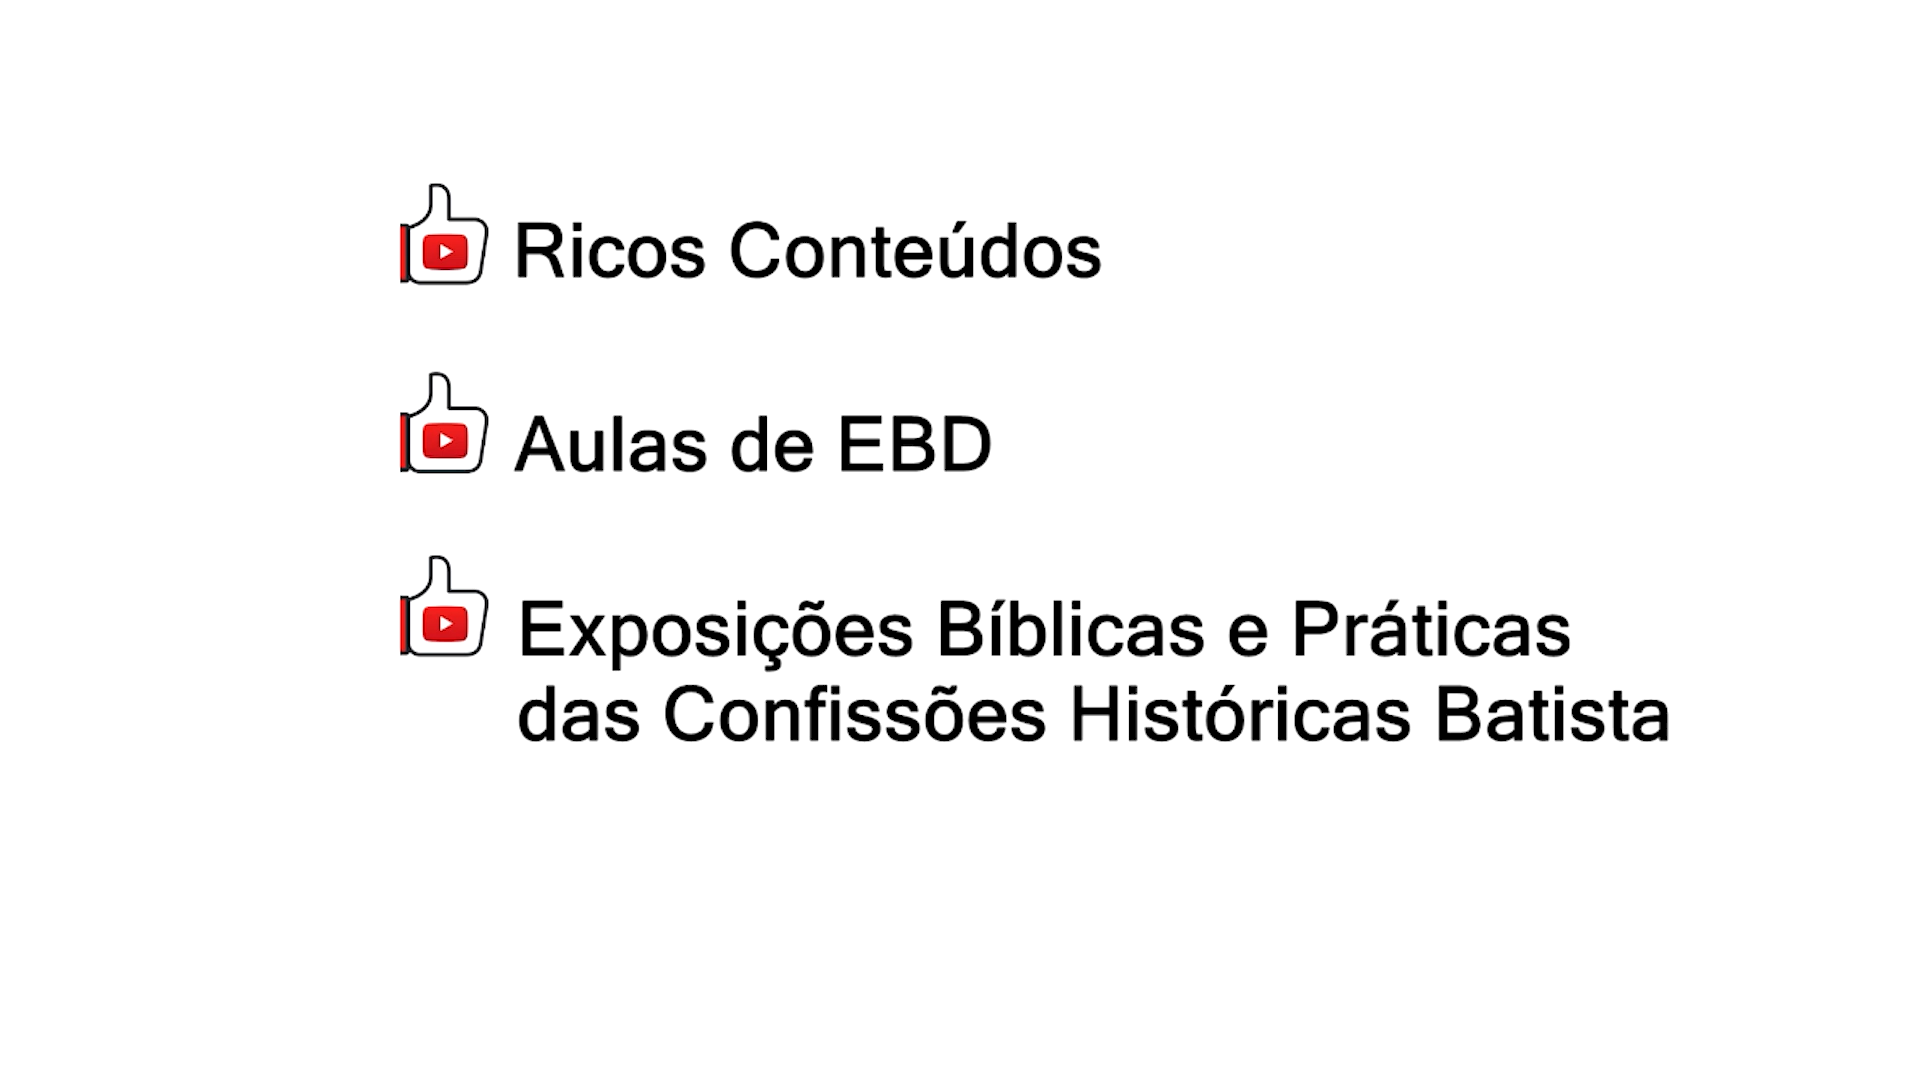 Ricos Conteúdos
Aulas de EBD
Exposições Bíblicas e Práticas
das Confissões Históricas Batista